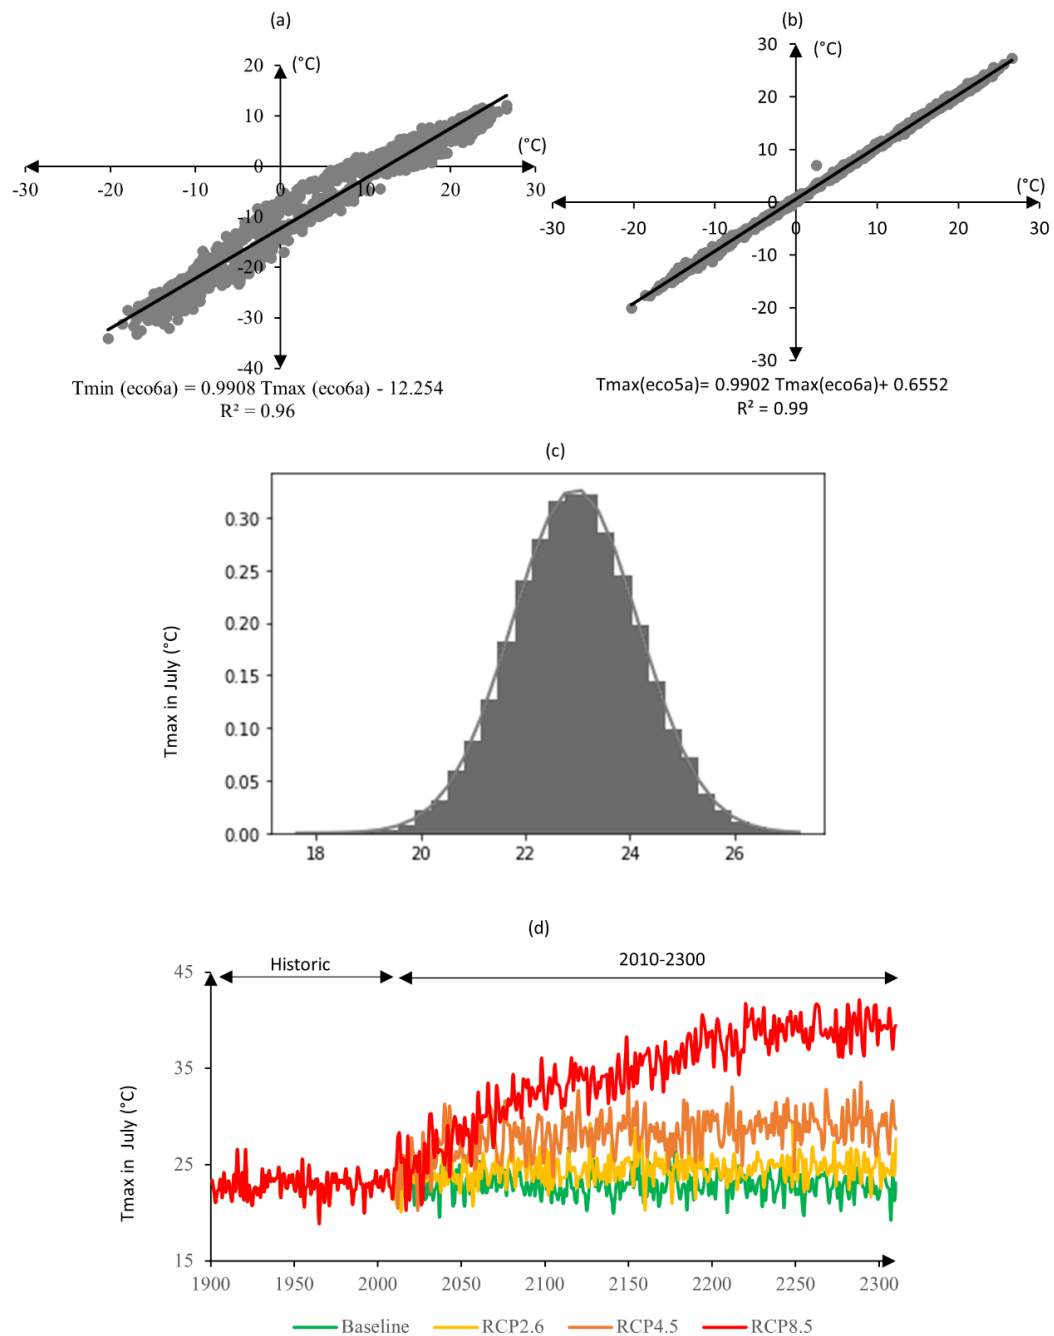 (a)
(b)
(°C)
20
10
0
-10
-20
-30
-40
-30
-20
-10
0
10
20
30
(°C)
Tmin (eco6a) = 0.9908 Tmax (eco6a) - 12.254
R² = 0.96
(°C)
30
20
10
0
-10
-20
-30
-30
-20
-10
0
10
20
30
(°C)
Tmax(eco5a)= 0.9902 Tmax(eco6a)+ 0.6552
R² = 0.99
(c)
Tmax in July (°C)
0.30
0.25
0.20
0.15
0.10
0.05
0.00
18
20
22
24
26
(d)
Historic
2010-2300
Tmax in July (°C)
45
35
25
15
1900
1950
2000
2050
2100
2150
2200
2250
2300
Baseline
RCP2.6
RCP4.5
RCP8.5